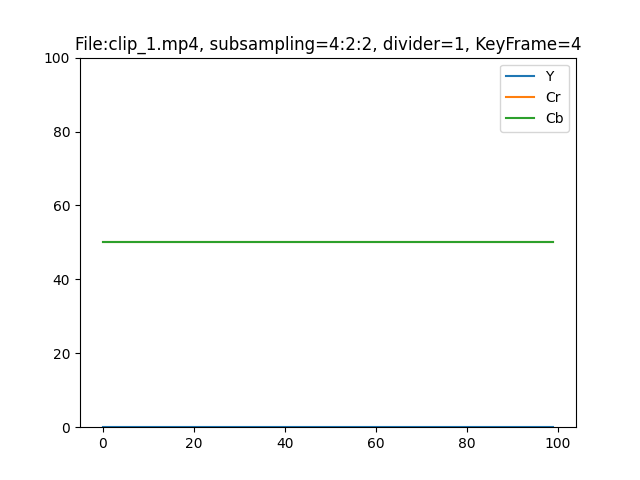 File:clip_1.mp4, subsampling=4:2:2, divider=1, KeyFrame=4
100
80
60
40
20
0
Y
Cr
Cb
0 20 40 60 80 100